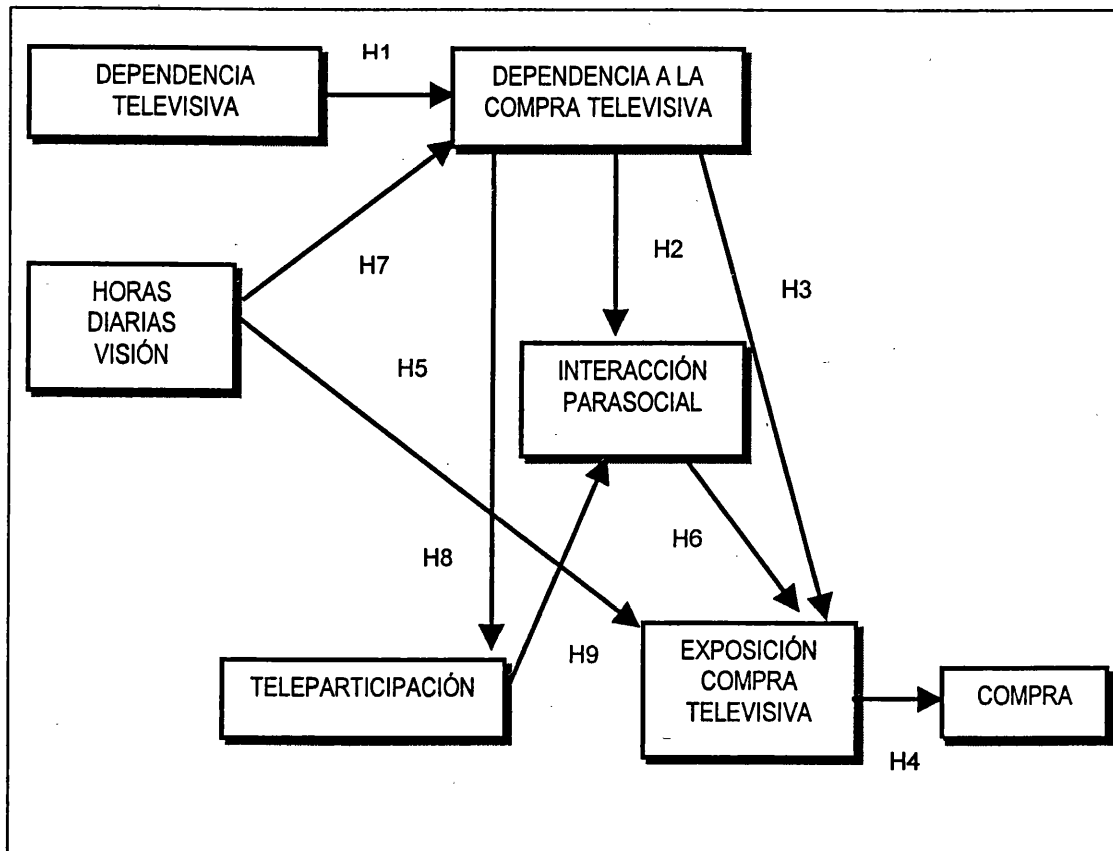 H1
DEPENDENCIA
TELEVISIVA
DEPENDENCIA A LA
COMPRA TELEVISIVA
H7
H2
H3
HORAS
DIARIAS
VISIÓN
H5
INTERACCIÓN
PARASOCIAL
H8
H6
H9
TELEPARTICIPACIÓN
EXPOSICIÓN
COMPRA
TELEVISIVA
COMPRA
H4